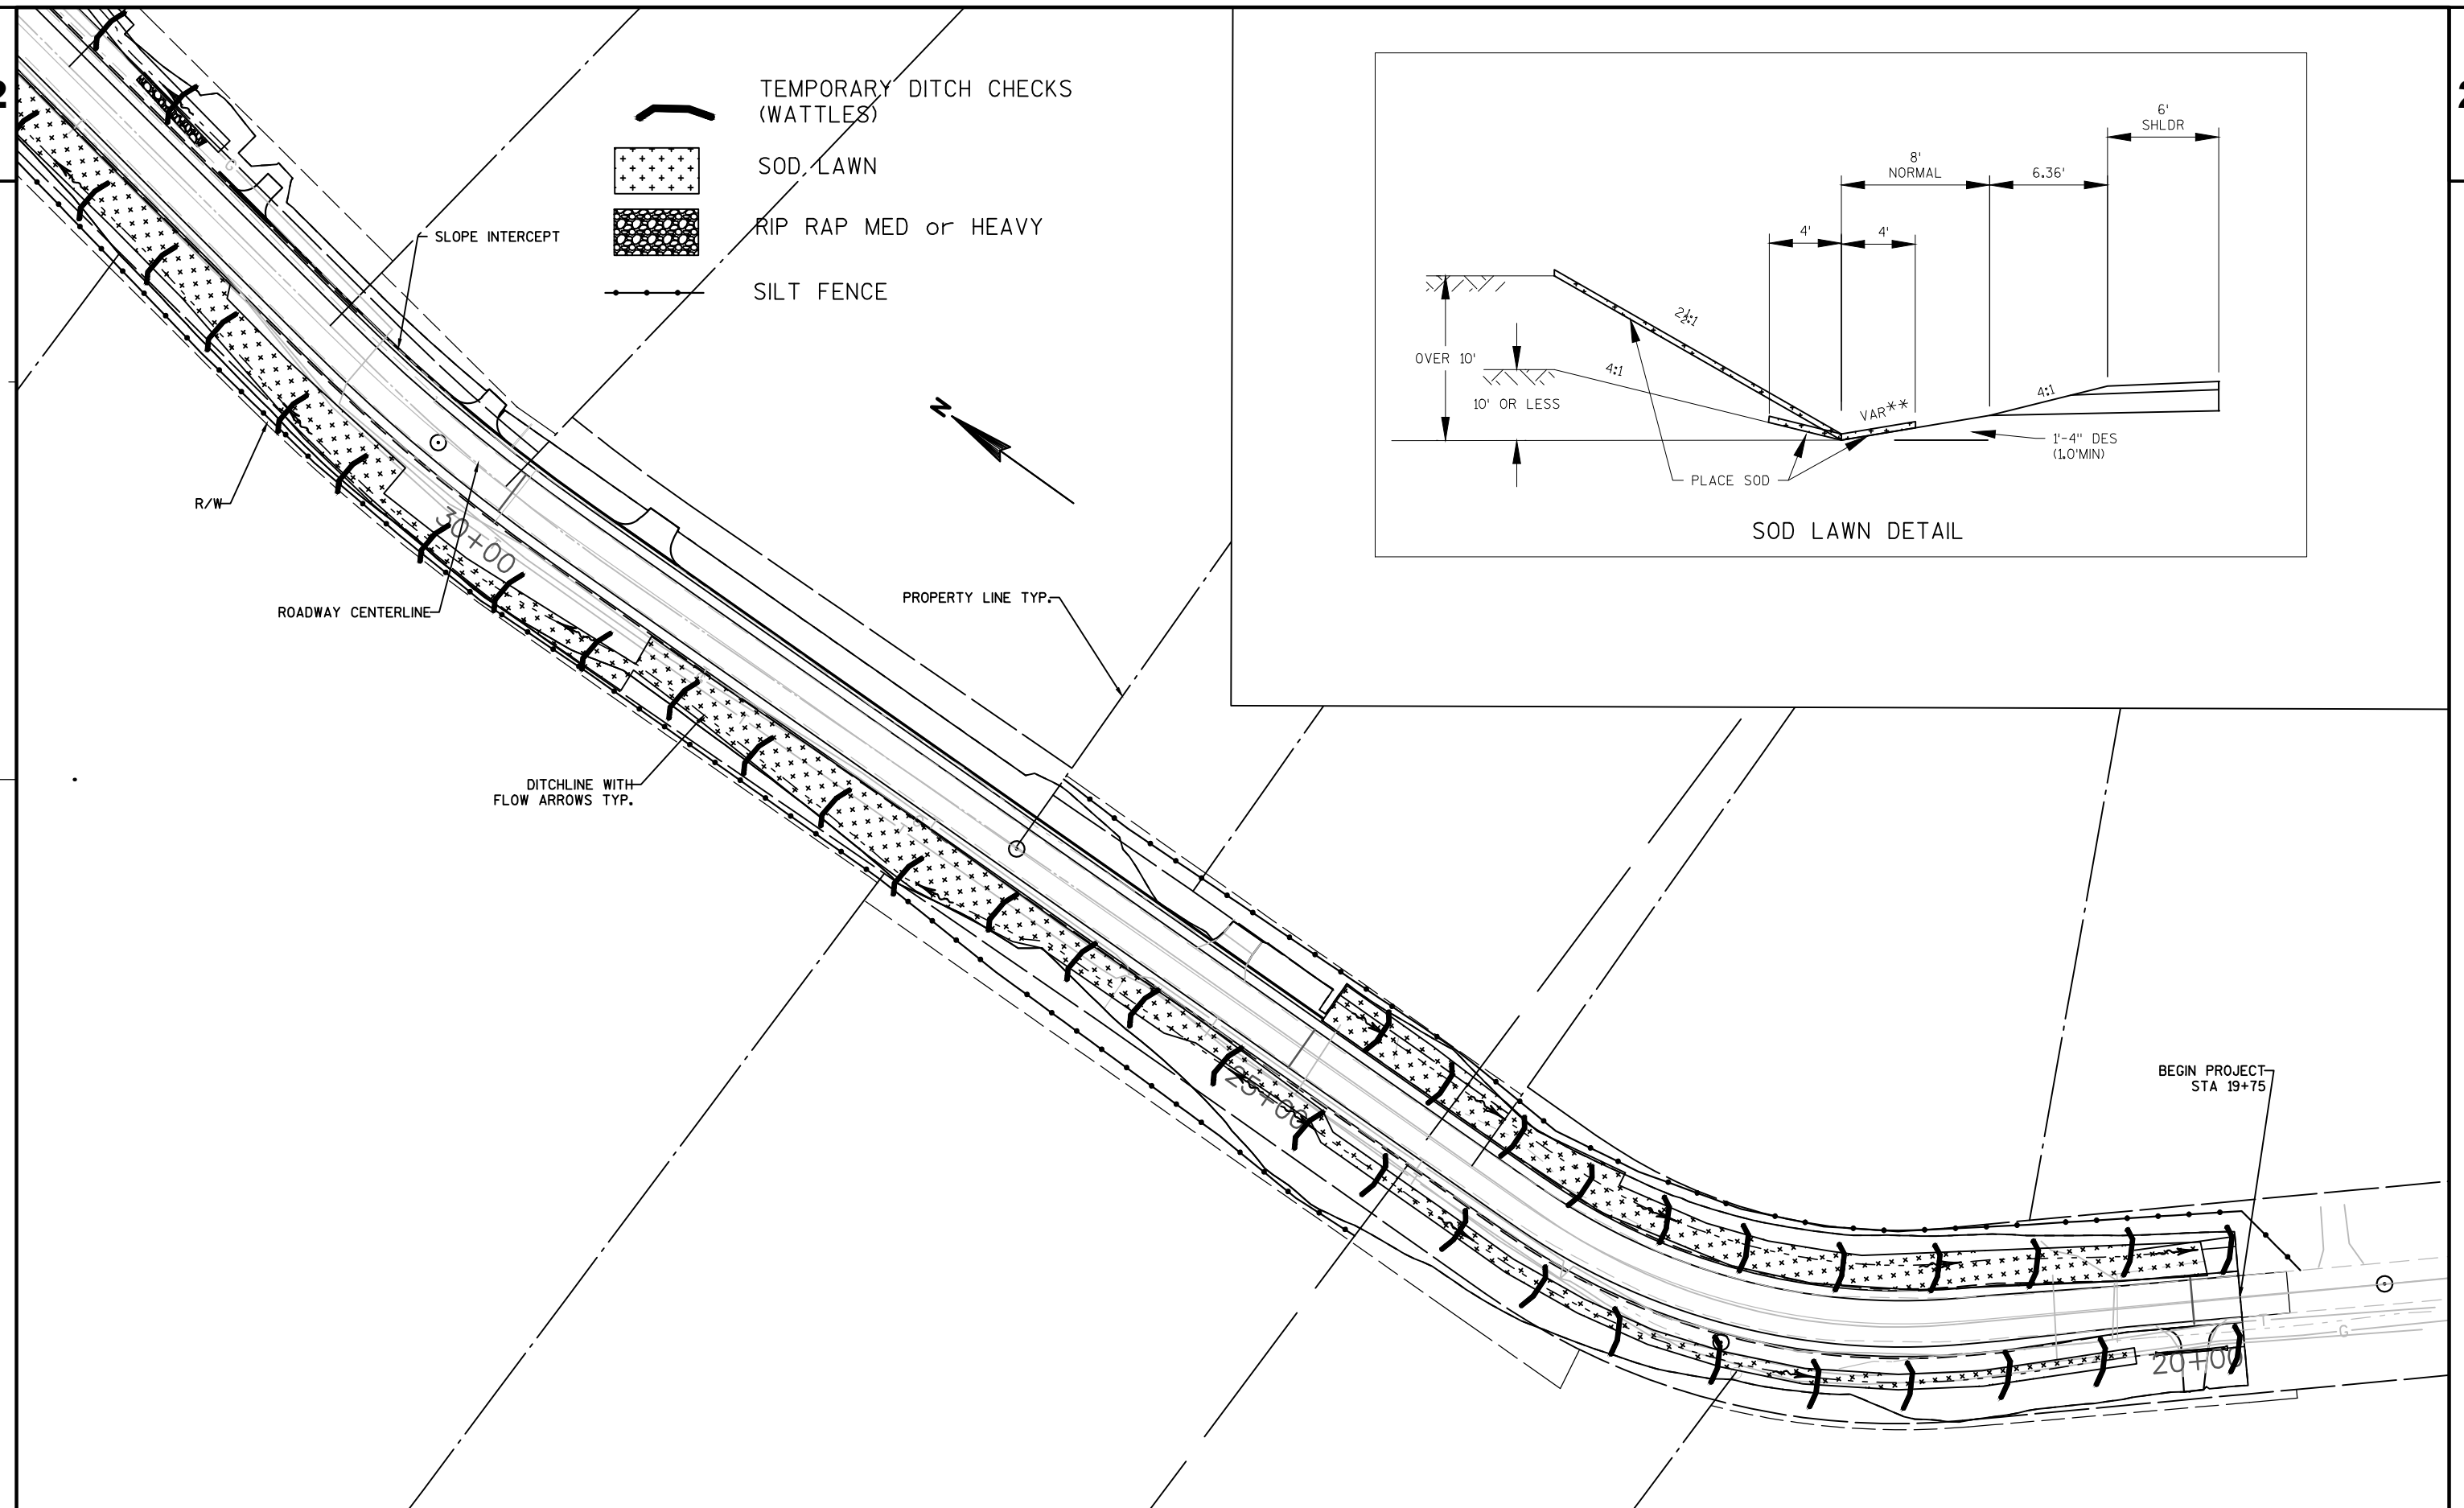 2
TEMPORARY DITCH CHECKS
(WATTLES)
SOD LAWN
RIP RAP MED or HEAVY
SILT FENCE
SLOPE INTERCEPT
N
R/W
30+00
ROADWAY CENTERLINE
PROPERTY LINE TYP.
DITCHLINE WITH
FLOW ARROWS TYP.
25+00
BEGIN PROJECT
STA 19+75
20+00
G
6'
SHLDR
8'
NORMAL
6.36'
4'
4'
2½:1
OVER 10'
4:1
10' OR LESS
VAR**
4:1
1'-4" DES
(1.0'MIN)
PLACE SOD
SOD LAWN DETAIL